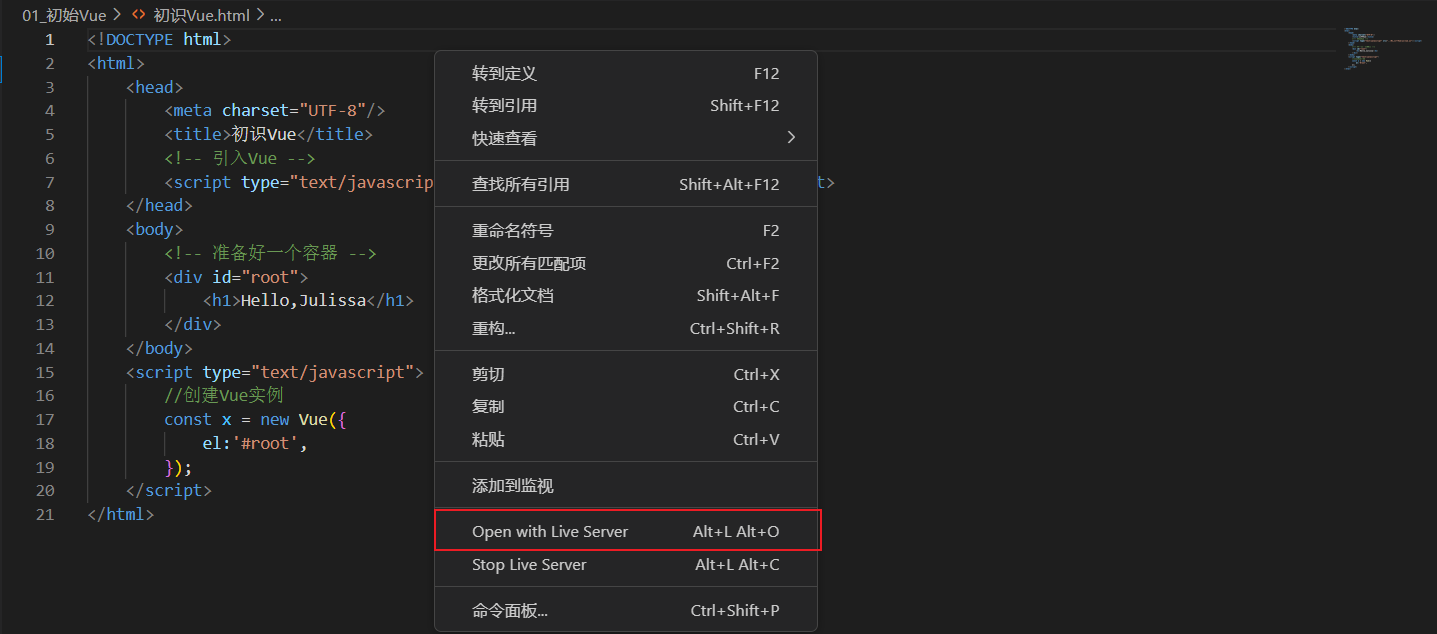 01_初始Vue > <> 初识Vue.html > ...
1 <!DOCTYPE html>
2 <html>
3 <head>
4 <meta charset="UTF-8"/>
5 <title>初识Vue</title>
6 <!-- 引入Vue -->
7 <script type="text/javascrip t>
8 </head>
9 <body>
10 <!-- 准备好一个容器 -->
11 <div id="root">
12 <h1>Hello,Julissa</h1>
13 </div>
14 </body>
15 <script type="text/javascript">
16 //创建Vue实例
17 const x = new Vue({
18 el:'#root',
19 });
20 </script>
21 </html>
转到定义 F12
转到引用 Shift+F12
快速查看 >
查找所有引用 Shift+Alt+F12
重命名符号 F2
更改所有匹配项 Ctrl+F2
格式化文档 Shift+Alt+F
重构... Ctrl+Shift+R
剪切 Ctrl+X
复制 Ctrl+C
粘贴 Ctrl+V
添加到监视
Open with Live Server Alt+L Alt+O
Stop Live Server Alt+L Alt+C
命令面板... Ctrl+Shift+P